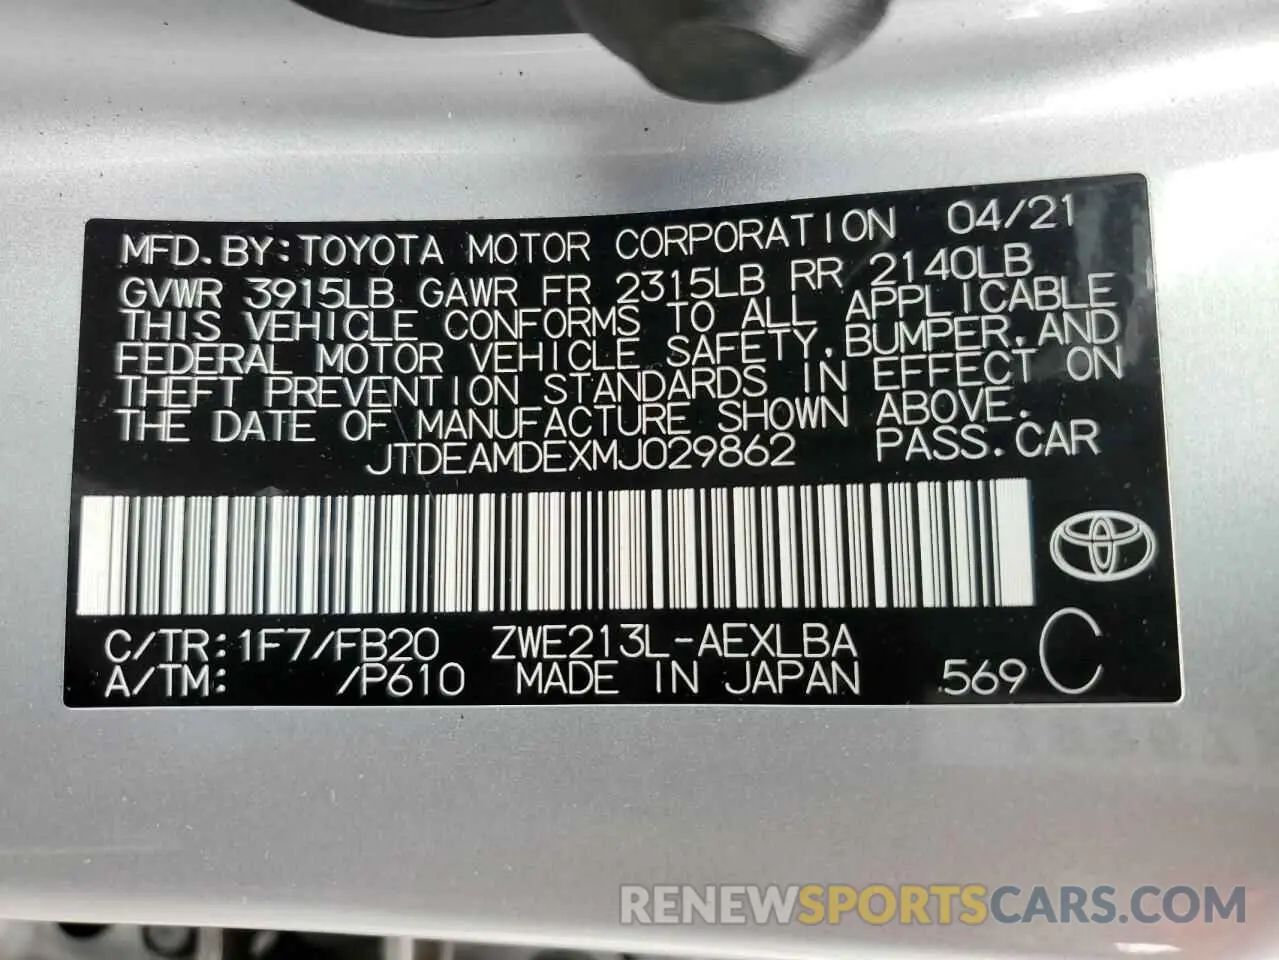 MFD.BY:TOYOTA MOTOR CORPORATION 04/21
GVWR 3915LB GAWR FR 2315LB RR 2140LB
THIS VEHICLE CONFORMS TO ALL APPLICABLE
FEDERAL MOTOR VEHICLE SAFETY,BUMPER,AND
THEFT PREVENTION STANDARDS IN EFFECT ON
THE DATE OF MANUFACTURE SHOWN ABOVE.
JTDEAMDEXMJ029862 PASS.CAR
C/TR:1F7/FB20 ZWE213L-AEXLBA
A/TM: /P610 MADE IN JAPAN 569 C
RENEWSPORTSCARS.COM